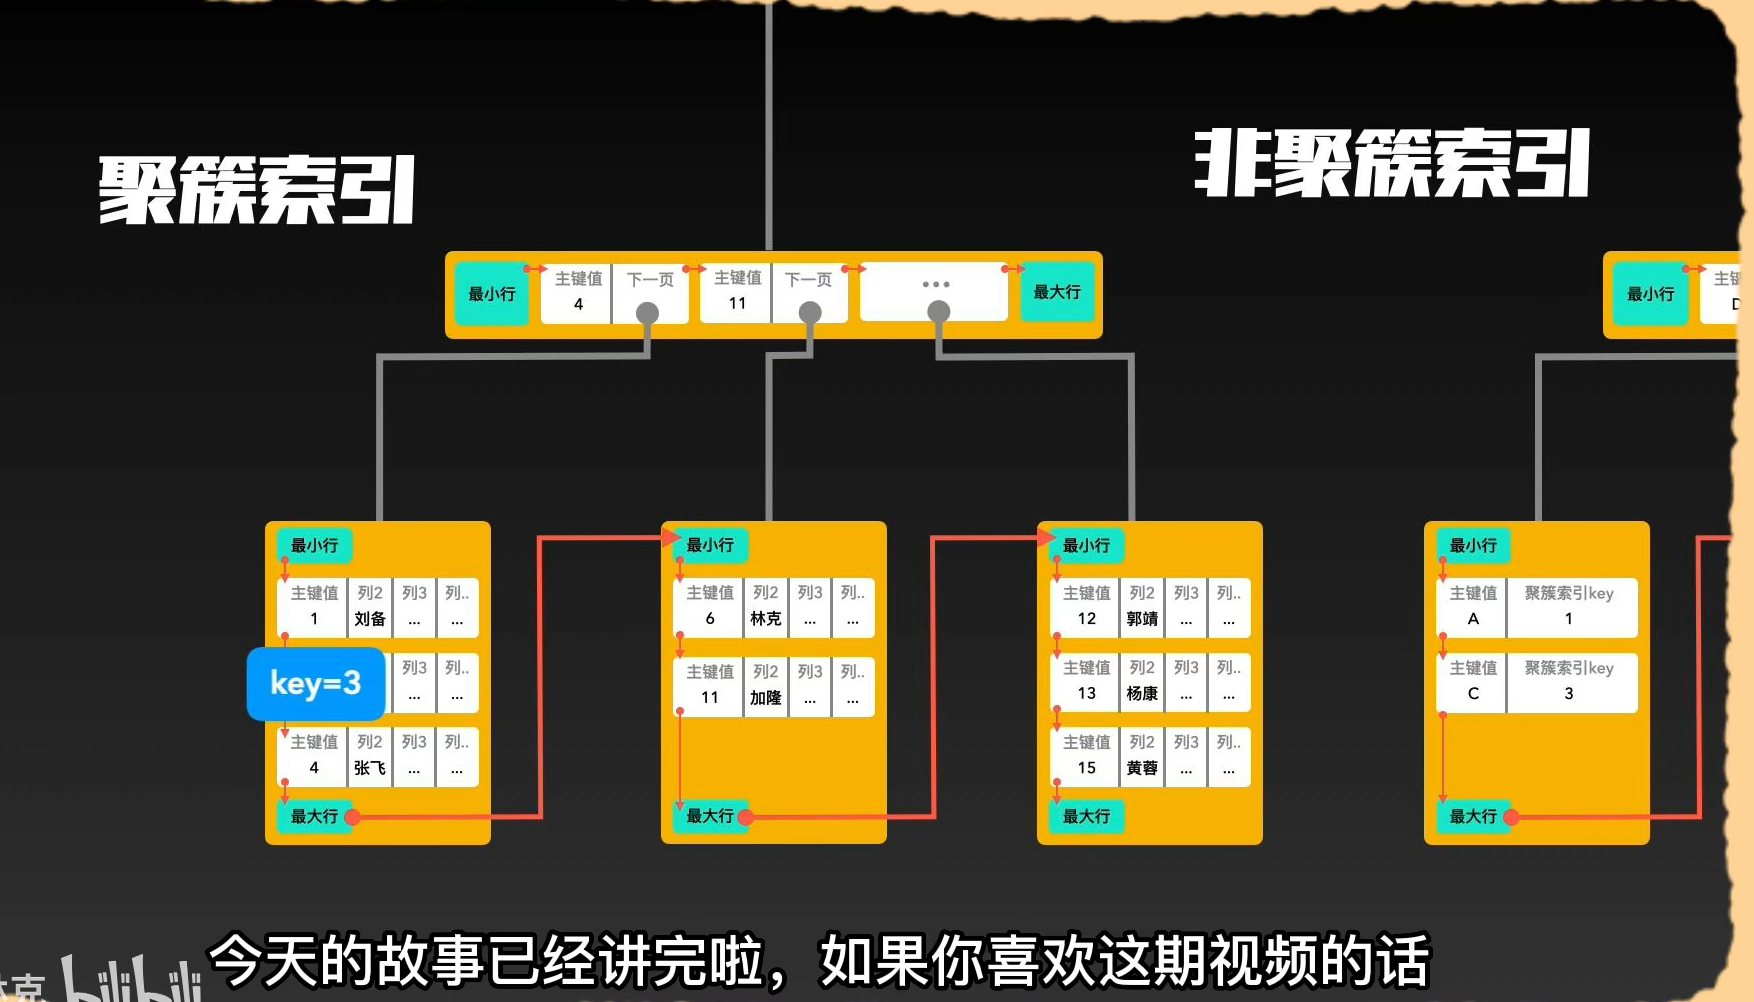 聚簇索引
非聚簇索引
最小行
主键值
4
下一页
主键值
11
下一页
...
最大行
最小行
D
最小行
主键值 列2 列3 列..
1 刘备 ... ...
key=3
列3 列..
... ...
主键值 列2 列3 列..
4 张飞 ... ...
最大行
最小行
主键值 列2 列3 列..
6 林克 ... ...
主键值 列2 列3 列..
11 加隆 ... ...
最大行
最小行
主键值 列2 列3 列..
12 郭靖 ... ...
主键值 列2 列3 列..
13 杨康 ... ...
主键值 列2 列3 列..
15 黄蓉 ... ...
最大行
最小行
主键值 聚簇索引key
A 1
主键值 聚簇索引key
C 3
最大行
今天的故事已经讲完啦，如果你喜欢这期视频的话
克 bilibili